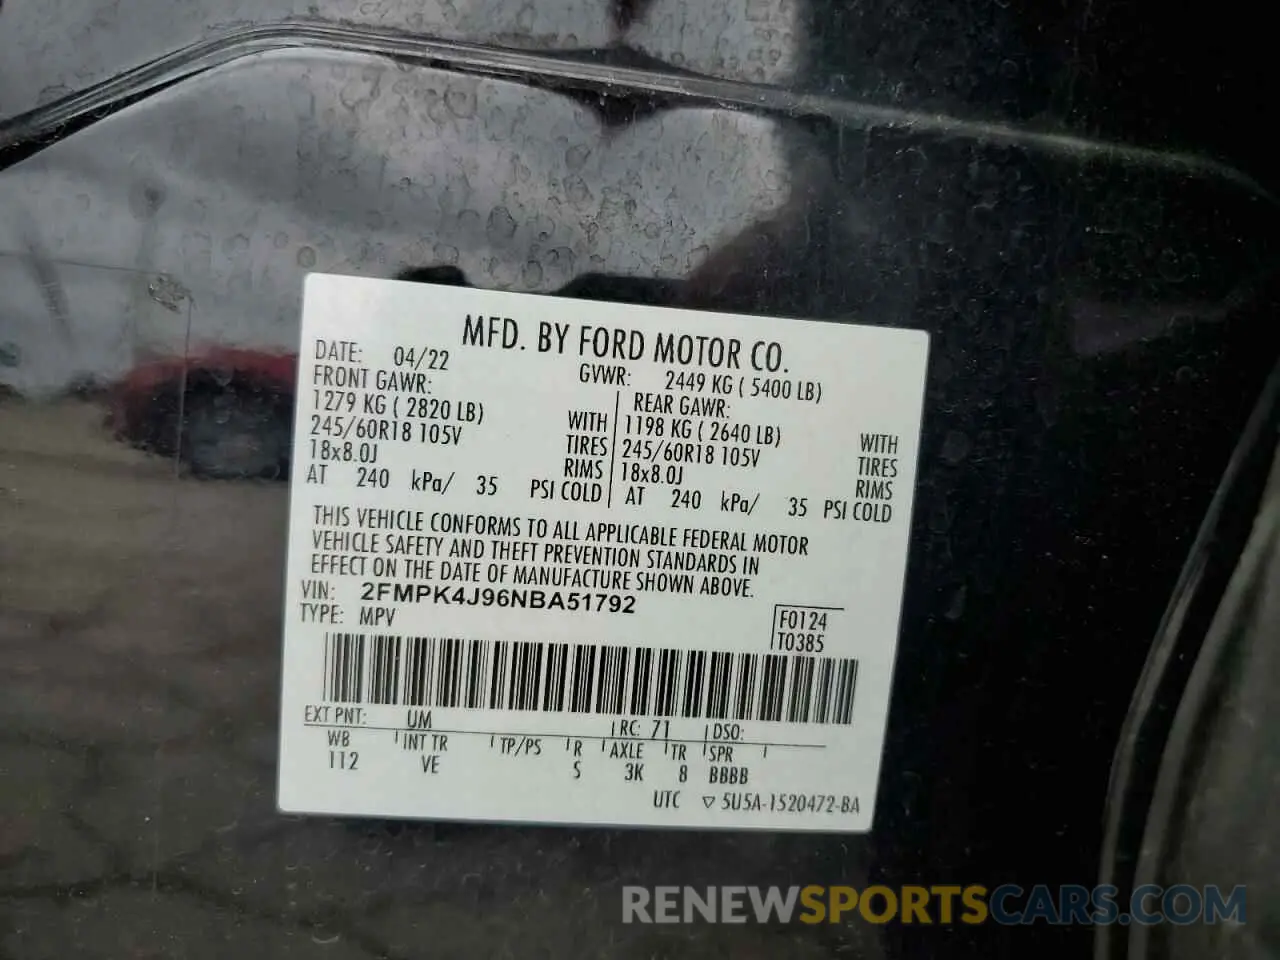 MFD. BY FORD MOTOR CO.
DATE: 04/22 GVWR: 2449 KG ( 5400 LB)
FRONT GAWR: REAR GAWR:
1279 KG ( 2820 LB) WITH 1198 KG ( 2640 LB) WITH
245/60R18 105V TIRES 245/60R18 105V TIRES
18x8.0J RIMS 18x8.0J RIMS
AT 240 kPa/ 35 PSI COLD AT 240 kPa/ 35 PSI COLD
THIS VEHICLE CONFORMS TO ALL APPLICABLE FEDERAL MOTOR
VEHICLE SAFETY AND THEFT PREVENTION STANDARDS IN
EFFECT ON THE DATE OF MANUFACTURE SHOWN ABOVE.
VIN: 2FMPK4J96NBA51792
TYPE: MPV
F0124
T0385
EXT PNT: UM RC: 71 DSO:
WB INT TR TP/PS R AXLE TR SPR
112 VE 5 3K 8 BBBB
UTC ▽ 5U5A-1520472-BA
RENEWSPORTSCARS.COM